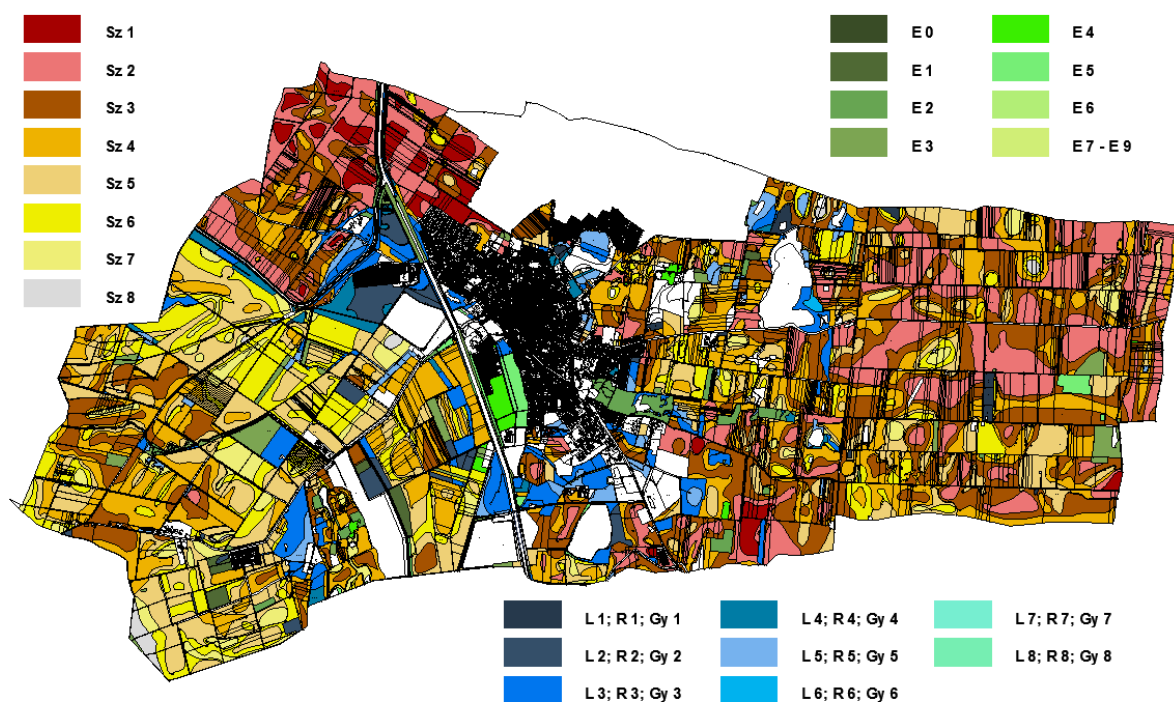 Sz 1
Sz 2
Sz 3
Sz 4
Sz 5
Sz 6
Sz 7
Sz 8
E 0
E 1
E 2
E 3
E 4
E 5
E 6
E 7 - E 9
L 1; R 1; Gy 1
L 2; R 2; Gy 2
L 3; R 3; Gy 3
L 4; R 4; Gy 4
L 5; R 5; Gy 5
L 6; R 6; Gy 6
L 7; R 7; Gy 7
L 8; R 8; Gy 8